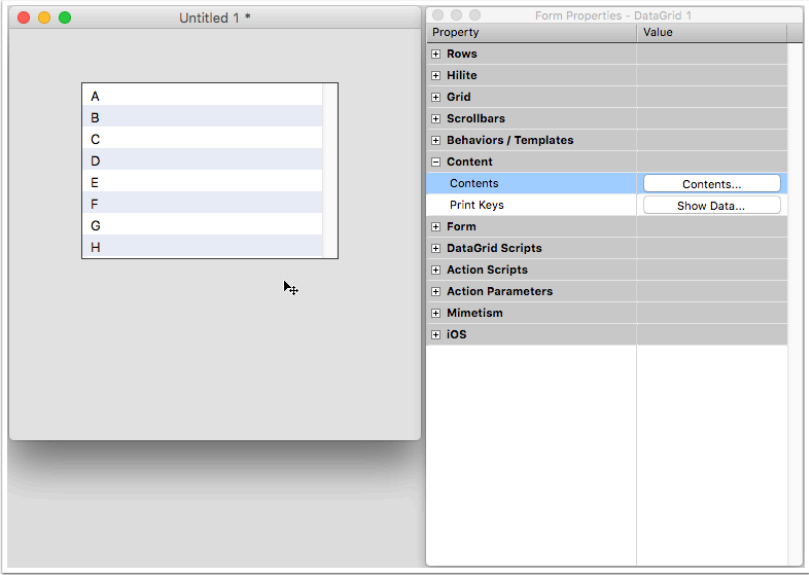 Untitled 1 *
A
B
C
D
E
F
G
H
Form Properties - DataGrid 1
Property Value
Rows
Hilite
Grid
Scrollbars
Behaviors / Templates
Content
Contents Contents...
Print Keys Show Data...
Form
DataGrid Scripts
Action Scripts
Action Parameters
Mimetism
iOS